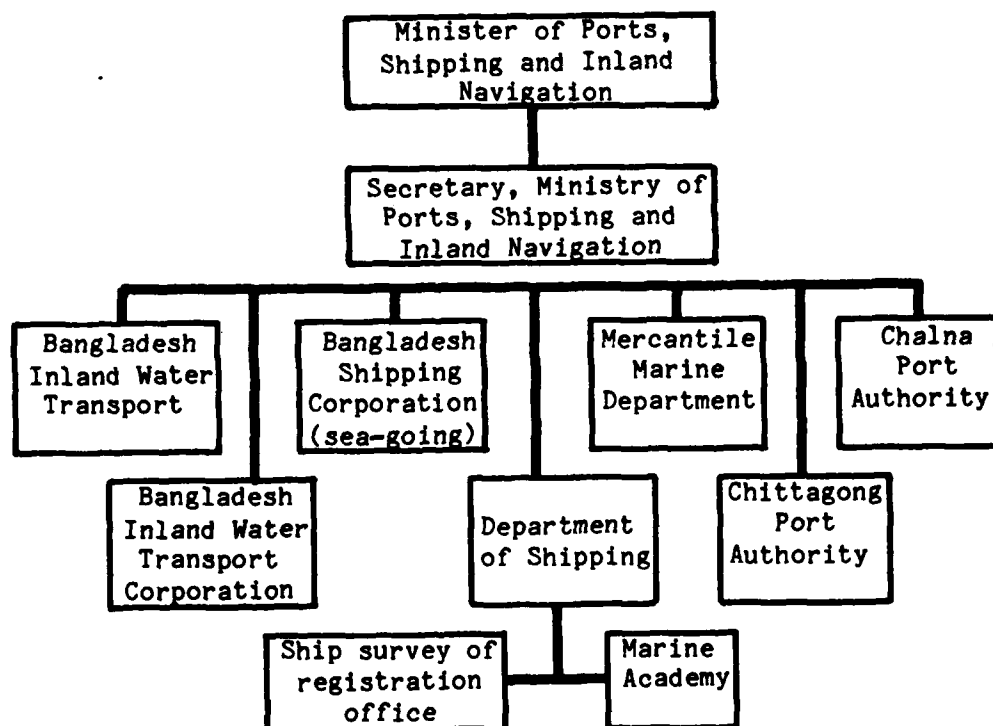 Minister of Ports,
Shipping and Inland
Navigation
Secretary, Ministry of
Ports, Shipping and
Inland Navigation
Bangladesh
Inland Water
Transport
Bangladesh
Shipping
Corporation
(sea-going)
Mercantile
Marine
Department
Chalna
Port
Authority
Bangladesh
Inland Water
Transport
Corporation
Department
of Shipping
Chittagong
Port
Authority
Ship survey of
registration
office
Marine
Academy